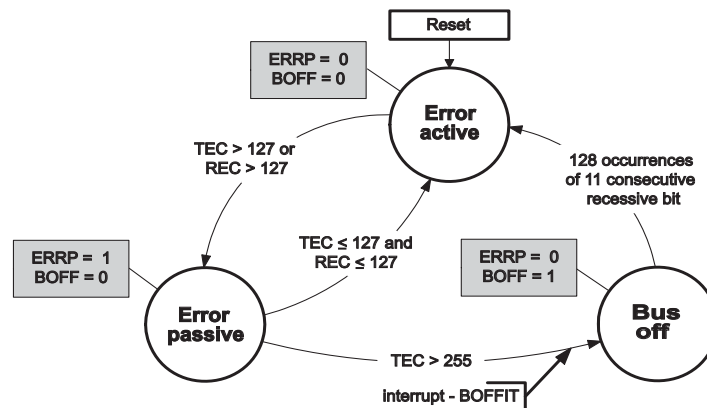 Reset
ERRP = 0
BOFF = 0
Error
active
TEC > 127 or
REC > 127
128 occurrences
of 11 consecutive
recessive bit
TEC ≤ 127 and
REC ≤ 127
ERRP = 1
BOFF = 0
ERRP = 0
BOFF = 1
Error
passive
Bus
off
TEC > 255
interrupt - BOFFIT